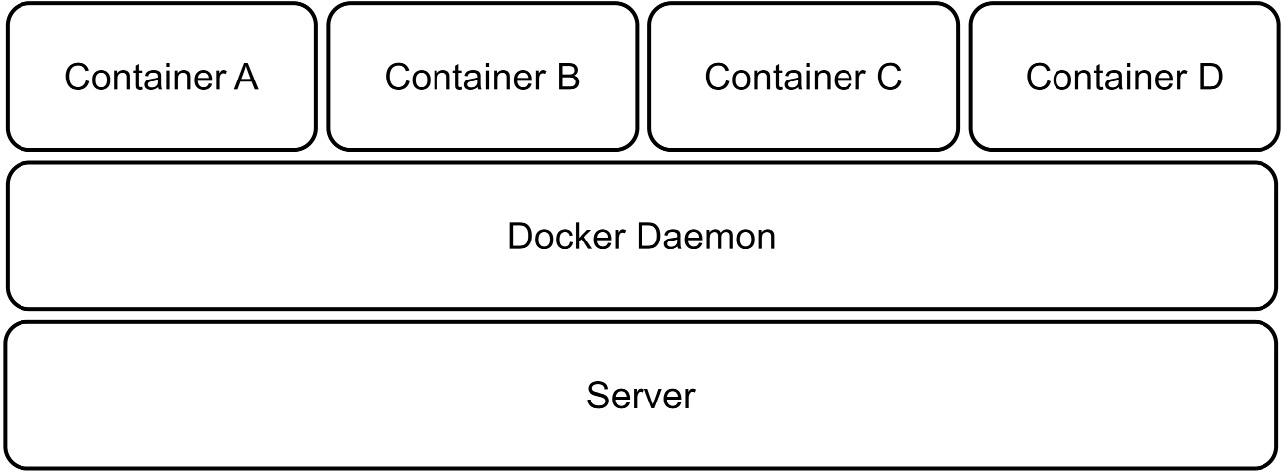 Container A
Container B
Container C
Container D
Docker Daemon
Server